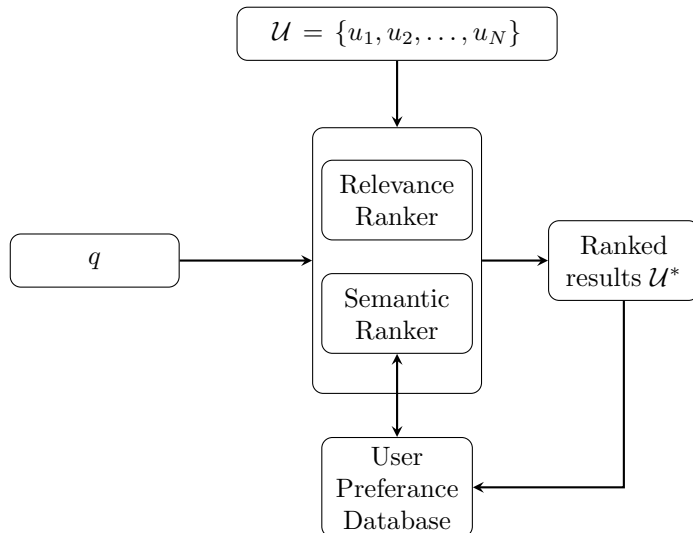 𝒰 = {u₁, u₂, . . . , u_N}
Relevance
Ranker
q
Ranked
results 𝒰*
Semantic
Ranker
User
Preferance
Database